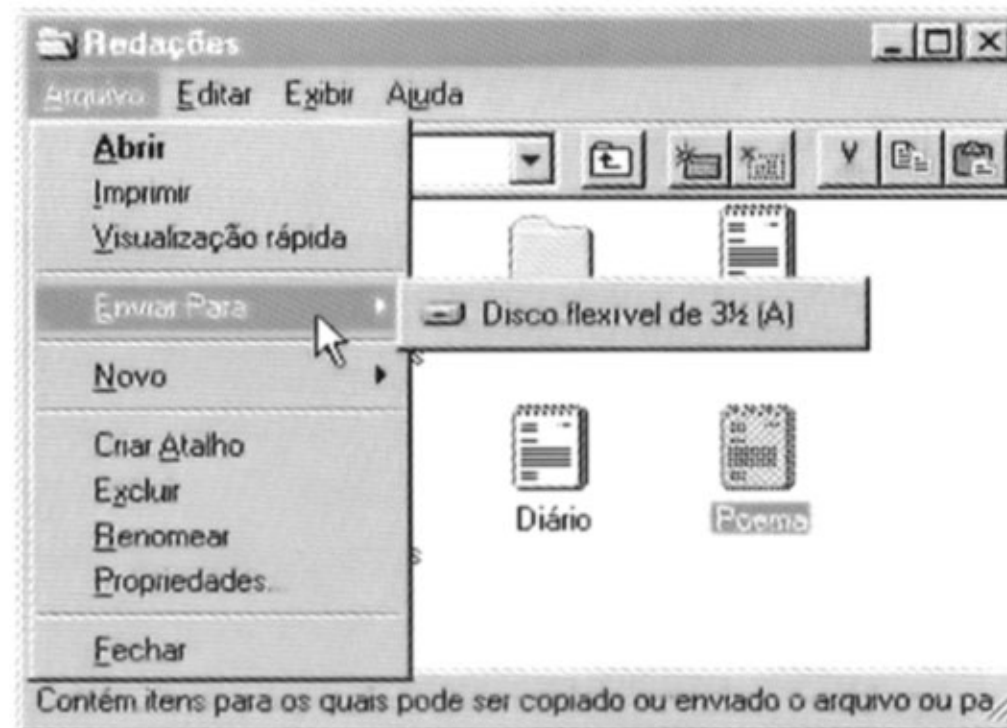 Redações
Arquivo Editar Exibir Ajuda
Abrir
Imprimir
Visualização rápida
Enviar Para
Disco flexível de 3½ (A)
Novo
Criar Atalho
Excluir
Renomear
Propriedades...
Fechar
Diário
Poema
Contém itens para os quais pode ser copiado ou enviado o arquivo ou pa